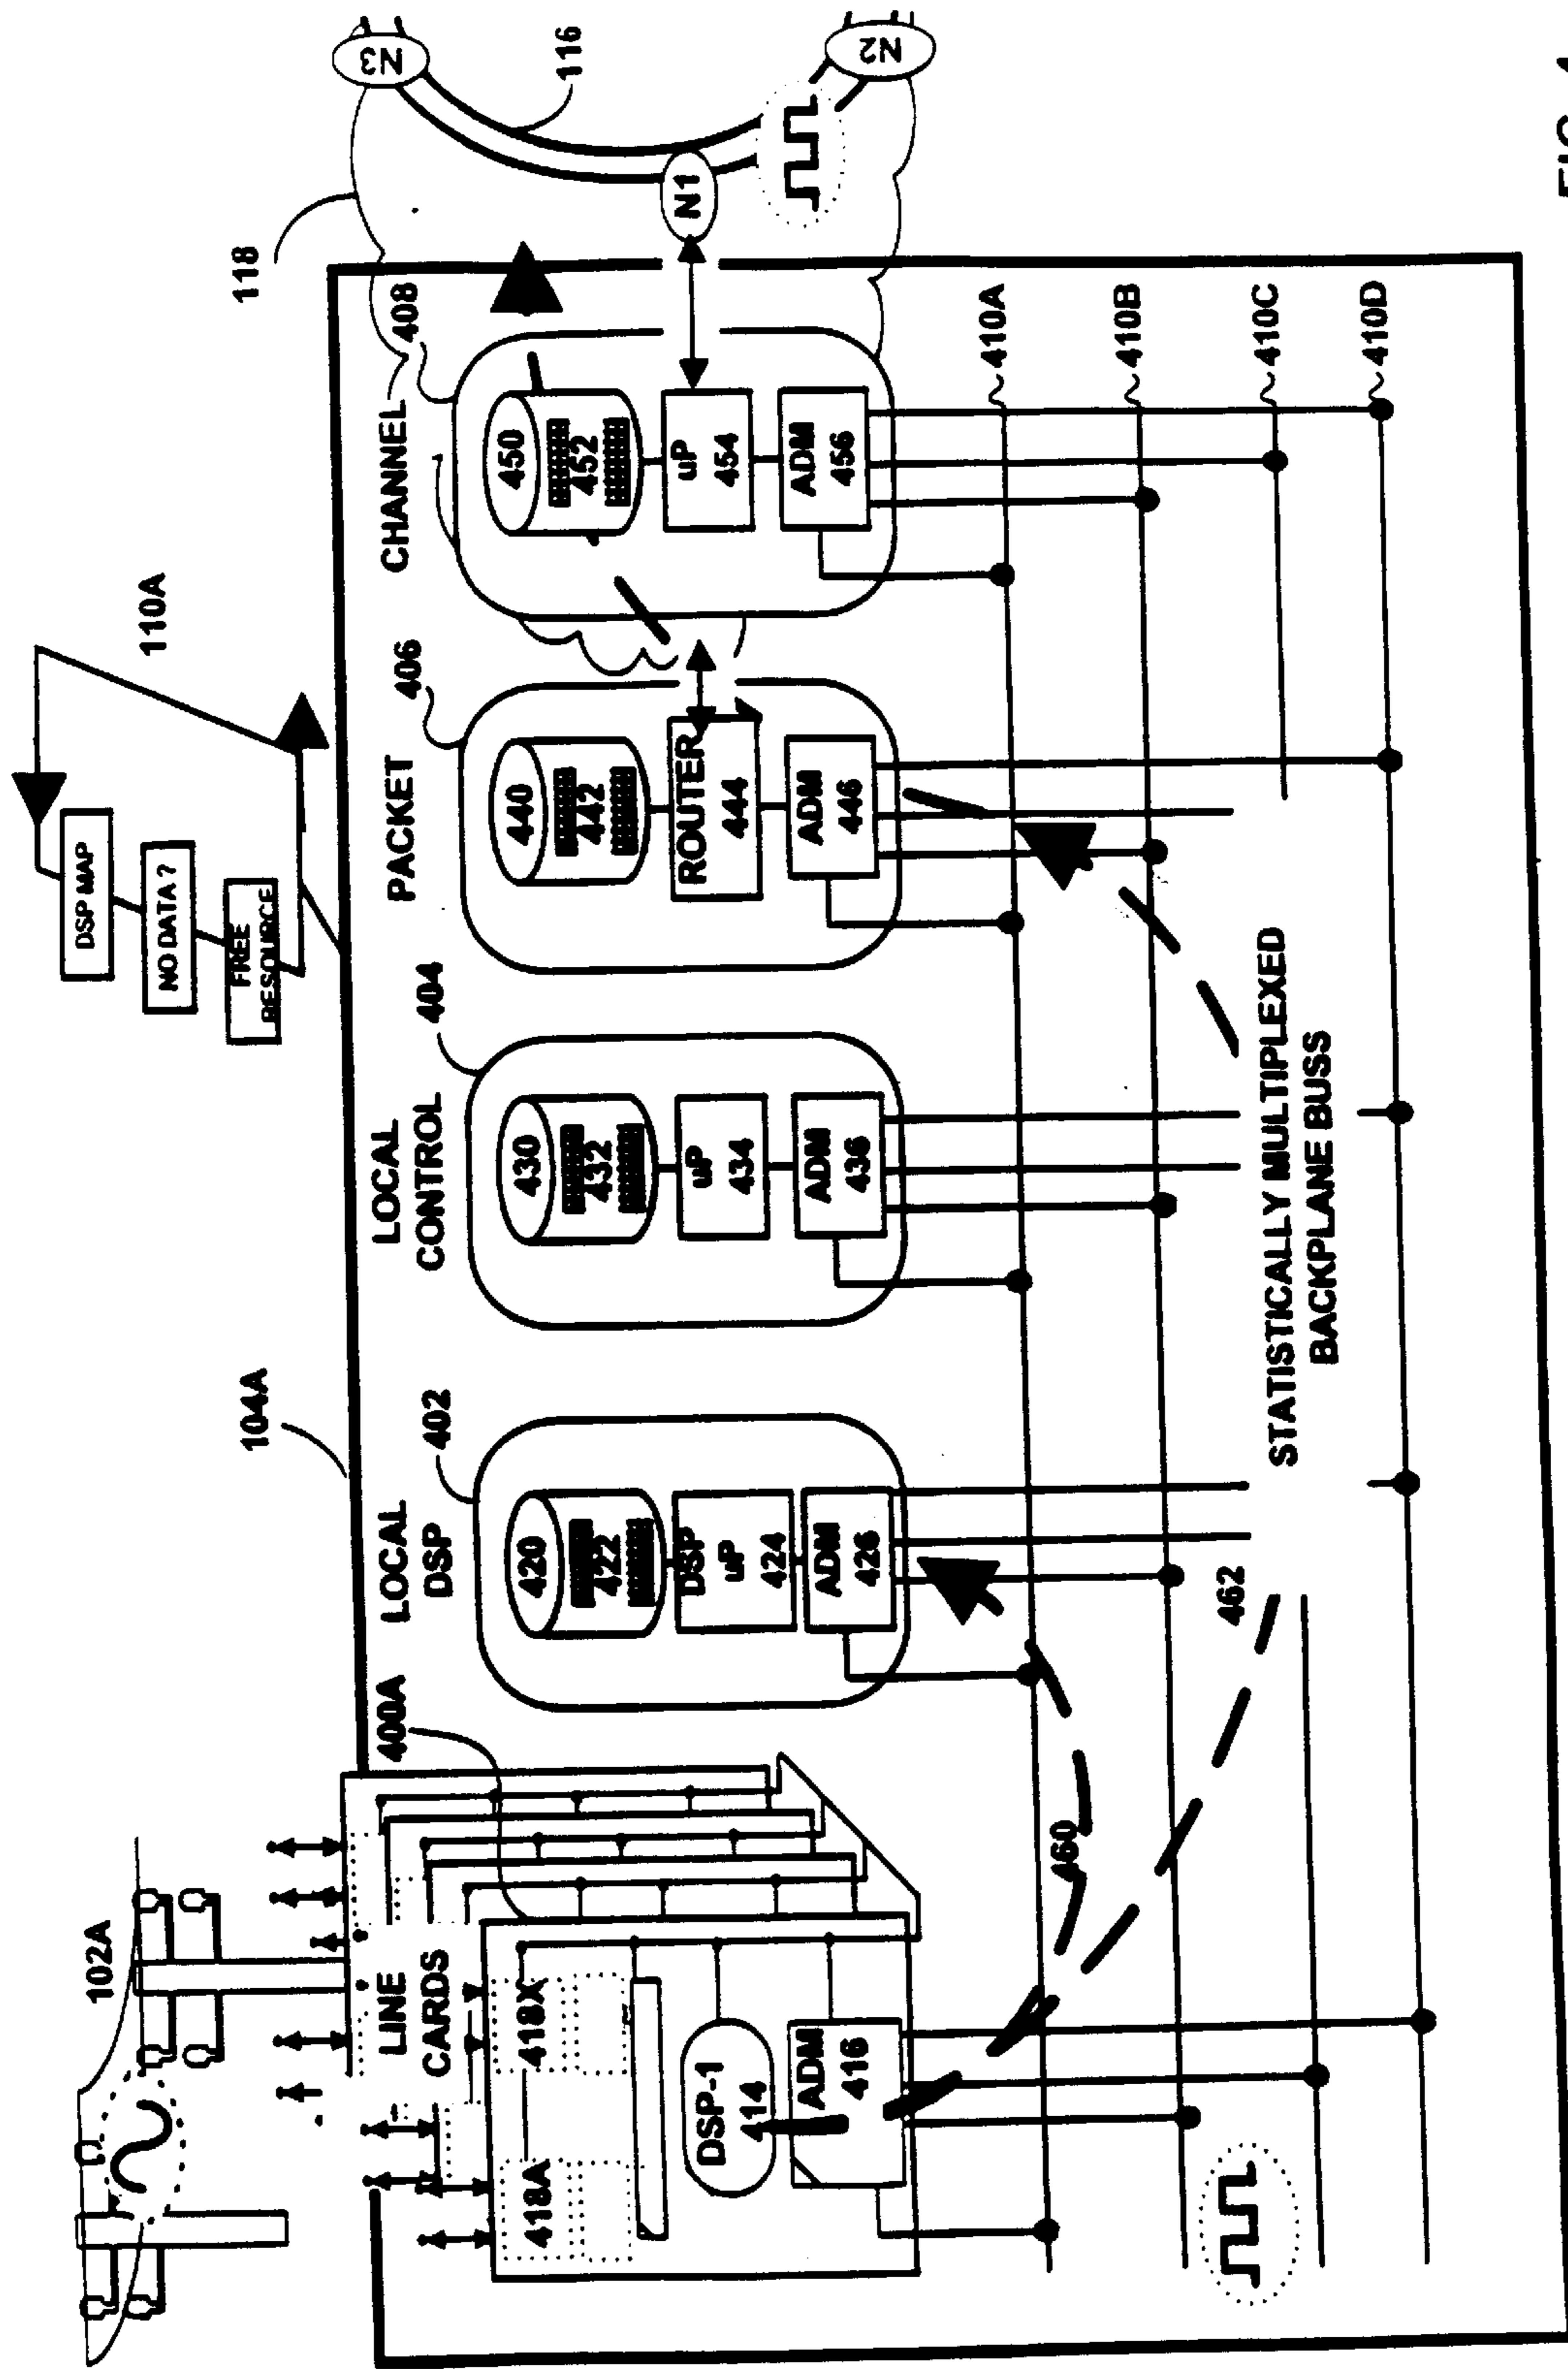 DSP MAP
NO DATA ?
FREE
RESOURCE
110A
118
116
N3
N1
N2
102A
104A
LINE
CARDS
400A
418A
418X
DSP-1
414
ADM
416
LOCAL
DSP
402
420
422
DSP
uP
424
ADM
426
LOCAL
CONTROL
404
430
432
uP
434
ADM
436
PACKET
406
440
442
ROUTER
444
ADM
446
CHANNEL
408
450
452
uP
454
ADM
456
410A
410B
410C
410D
460
462
STATISTICALLY MULTIPLEXED
BACKPLANE BUSS